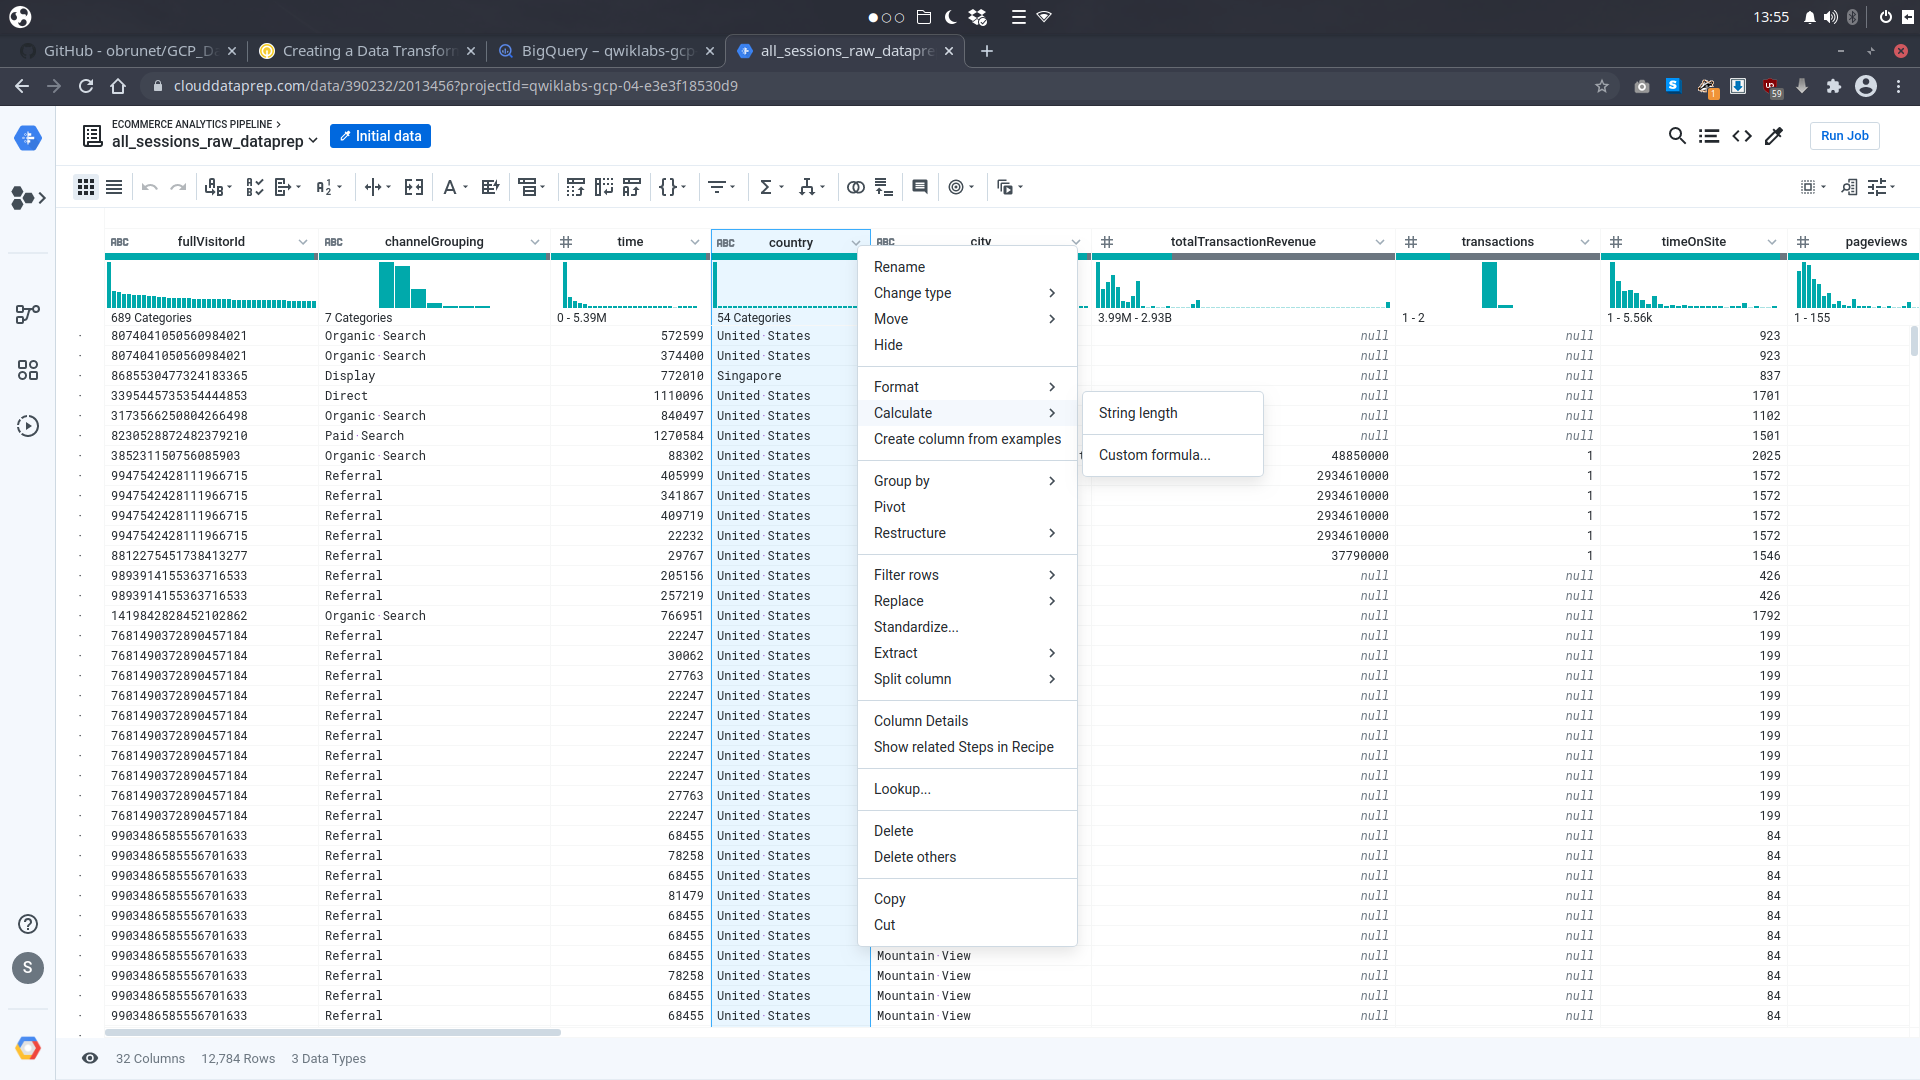 13:55
GitHub - obrunet/GCP_Da
Creating a Data Transforn
BigQuery – qwiklabs-gcp
all_sessions_raw_datapre
clouddataprep.com/data/390232/2013456?projectId=qwiklabs-gcp-04-e3e3f18530d9
1
59
ECOMMERCE ANALYTICS PIPELINE
all_sessions_raw_dataprep
Initial data
Run Job
ABC fullVisitorId ABC channelGrouping # time ABC country ABC city # totalTransactionRevenue # transactions # timeOnSite # pageviews
689 Categories 7 Categories 0 - 5.39M 54 Categories 3.99M - 2.93B 1 - 2 1 - 5.56k 1 - 155
8074041050560984021 Organic·Search 572599 United·States null null 923
8074041050560984021 Organic·Search 374400 United·States null null 923
8685530477324183365 Display 772010 Singapore null null 837
3395445735354444853 Direct 1110096 United·States null null 1701
3173566250804266498 Organic·Search 840497 United·States null null 1102
8230528872482379210 Paid·Search 1270584 United·States null null 1501
385231150756085903 Organic·Search 88302 United·States 48850000 1 2025
9947542428111966715 Referral 405999 United·States 2934610000 1 1572
9947542428111966715 Referral 341867 United·States 2934610000 1 1572
9947542428111966715 Referral 409719 United·States 2934610000 1 1572
9947542428111966715 Referral 22232 United·States 2934610000 1 1572
8812275451738413277 Referral 29767 United·States 37790000 1 1546
9893914155363716533 Referral 205156 United·States null null 426
9893914155363716533 Referral 257219 United·States null null 426
1419842828452102862 Organic·Search 766951 United·States null null 1792
7681490372890457184 Referral 22247 United·States null null 199
7681490372890457184 Referral 30062 United·States null null 199
7681490372890457184 Referral 27763 United·States null null 199
7681490372890457184 Referral 22247 United·States null null 199
7681490372890457184 Referral 22247 United·States null null 199
7681490372890457184 Referral 22247 United·States null null 199
7681490372890457184 Referral 22247 United·States null null 199
7681490372890457184 Referral 22247 United·States null null 199
7681490372890457184 Referral 27763 United·States null null 199
7681490372890457184 Referral 22247 United·States null null 199
9903486585556701633 Referral 68455 United·States null null 84
9903486585556701633 Referral 78258 United·States null null 84
9903486585556701633 Referral 68455 United·States null null 84
9903486585556701633 Referral 81479 United·States null null 84
9903486585556701633 Referral 68455 United·States null null 84
9903486585556701633 Referral 68455 United·States null null 84
9903486585556701633 Referral 68455 United·States Mountain·View null null 84
9903486585556701633 Referral 78258 United·States Mountain·View null null 84
9903486585556701633 Referral 68455 United·States Mountain·View null null 84
9903486585556701633 Referral 68455 United·States Mountain·View null null 84
Rename
Change type
Move
Hide
Format
Calculate
Create column from examples
Group by
Pivot
Restructure
Filter rows
Replace
Standardize...
Extract
Split column
Column Details
Show related Steps in Recipe
Lookup...
Delete
Delete others
Copy
Cut
String length
Custom formula...
S
32 Columns 12,784 Rows 3 Data Types